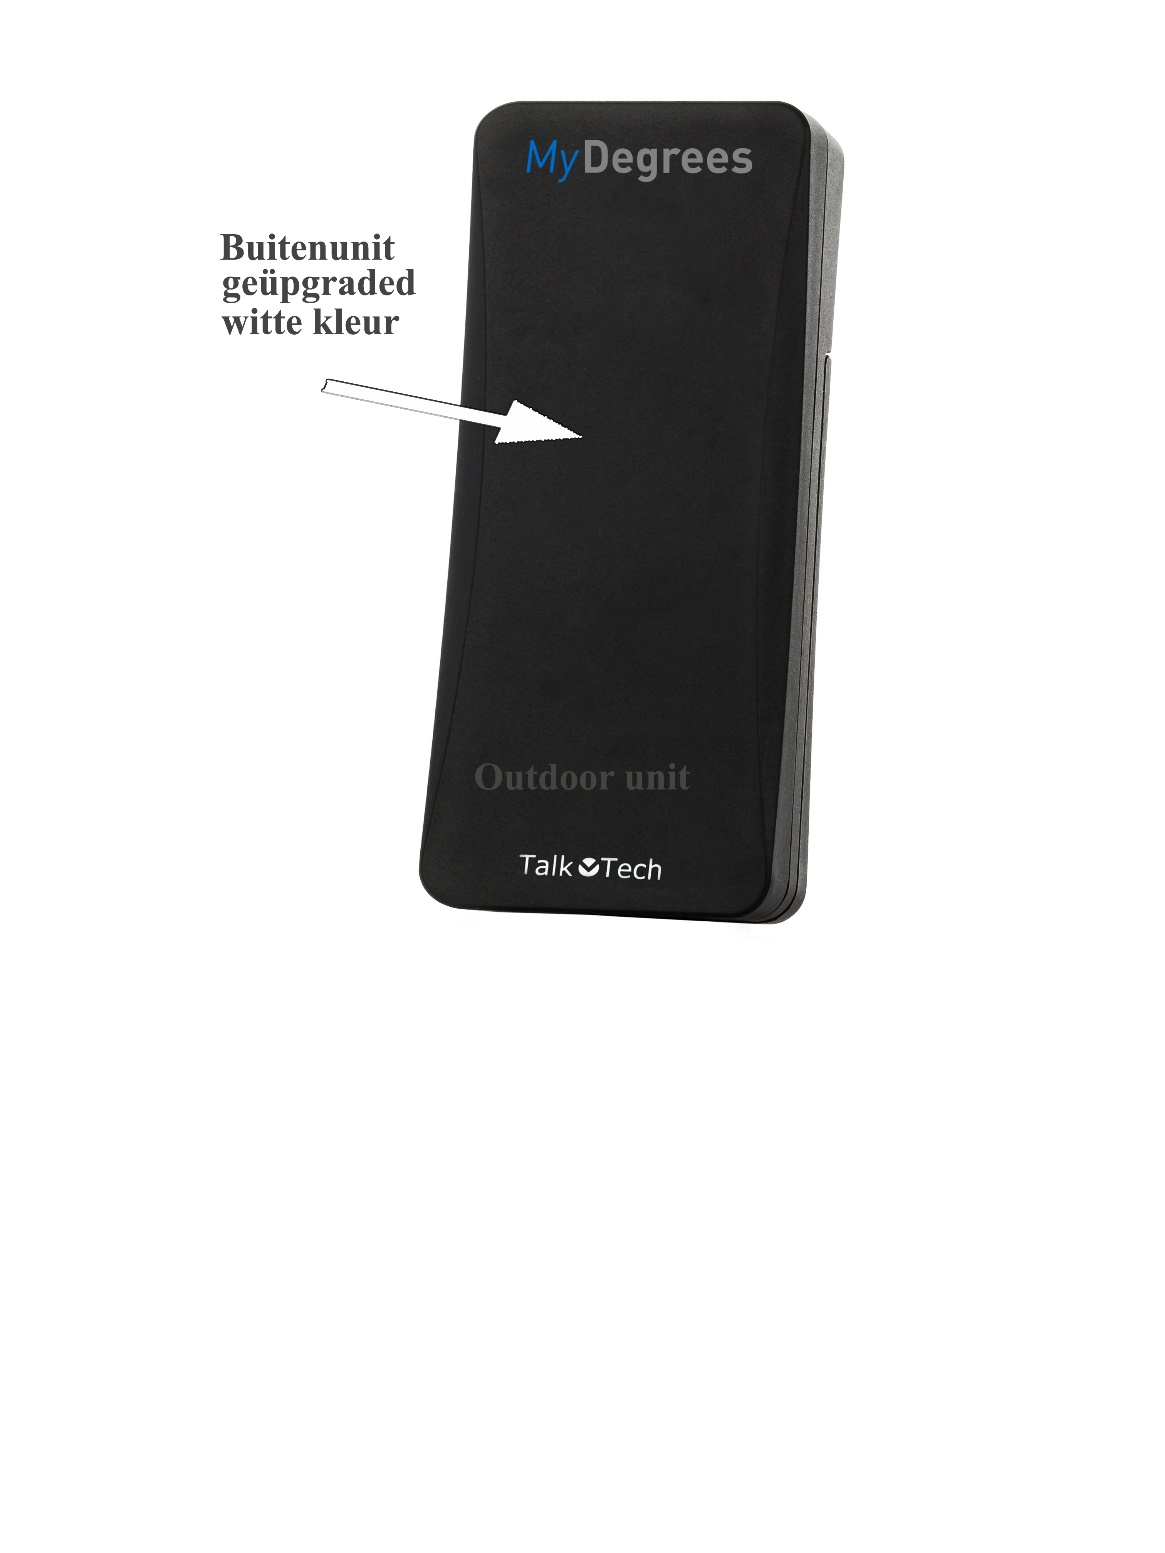 MyDegrees
Buitenunit
geüpgraded
witte kleur
Outdoor unit
Talk Tech